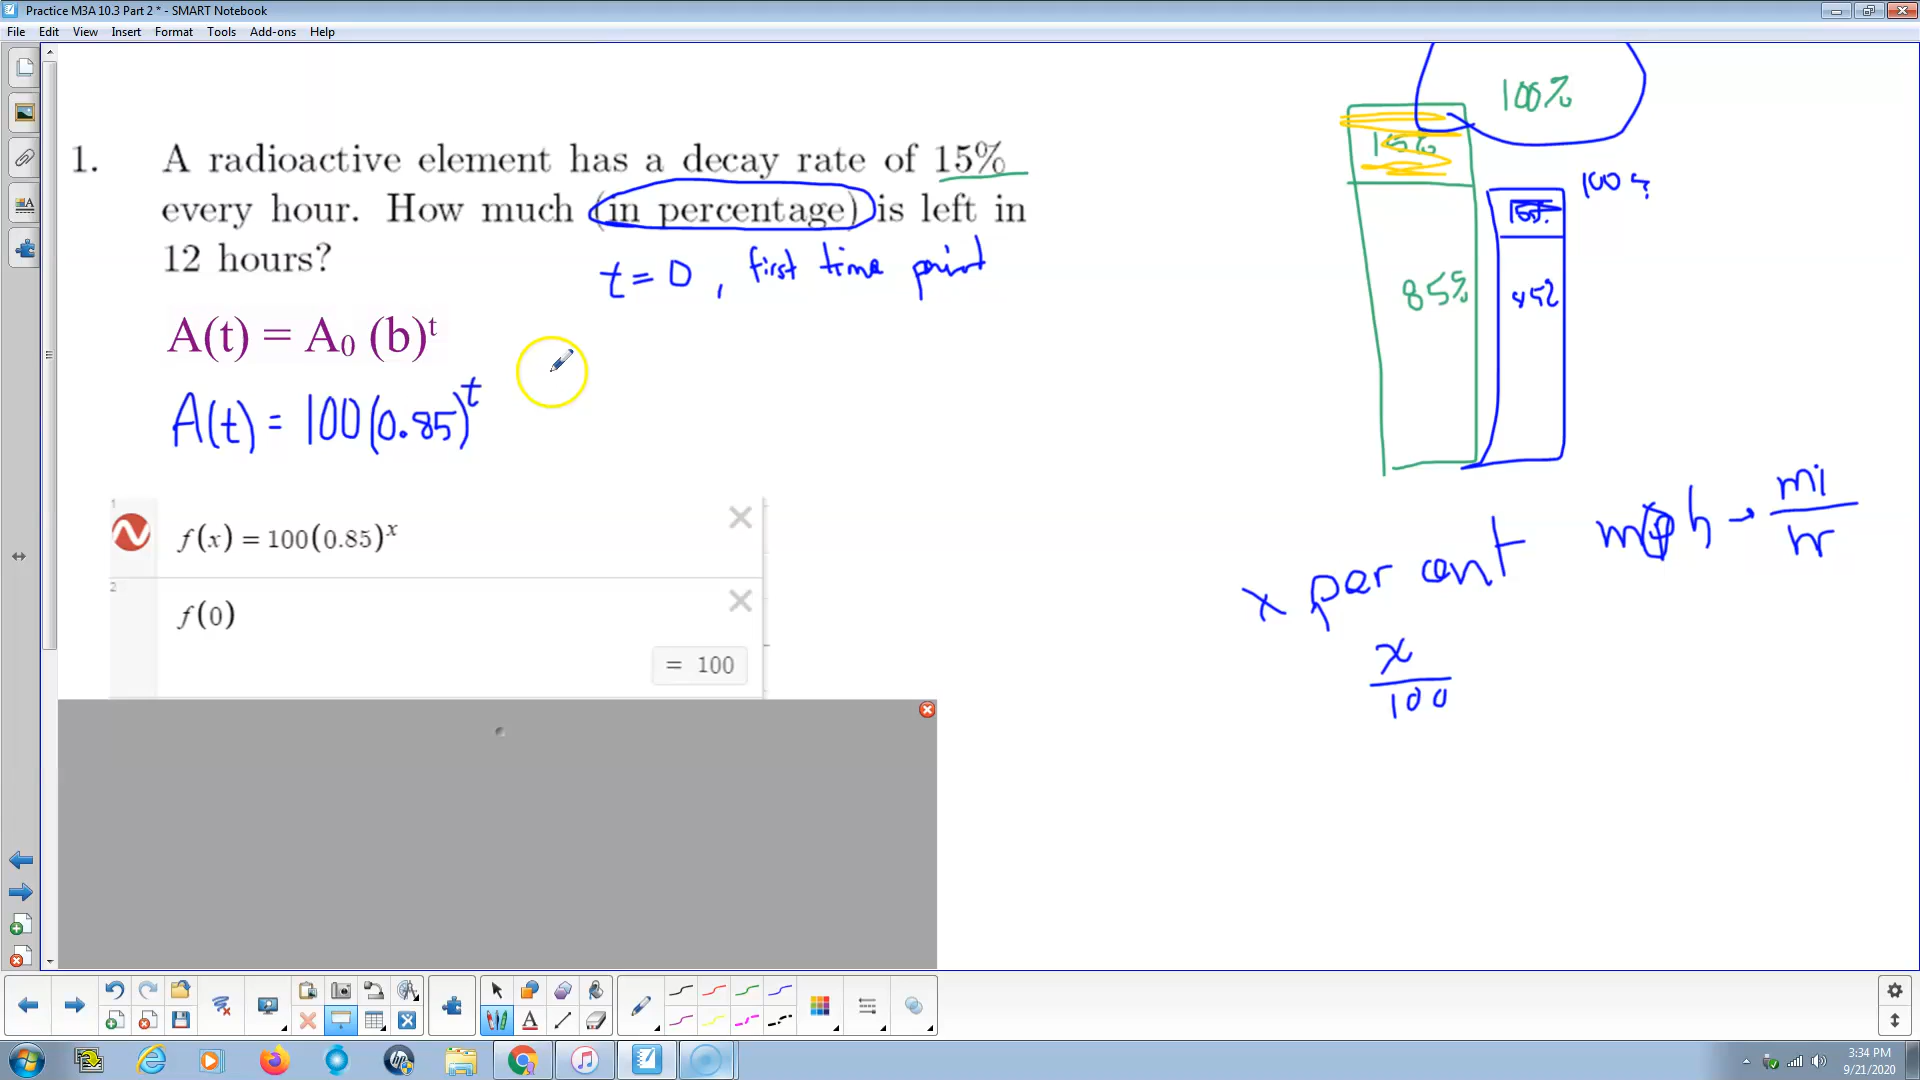 Practice M3A 10.3 Part 2 * - SMART Notebook
File Edit View Insert Format Tools Add-ons Help
1. A radioactive element has a decay rate of 15%
every hour. How much (in percentage) is left in
12 hours?
t = 0, first time point
A(t) = A₀ (b)ᵗ
A(t) = 100(0.85)ᵗ
1
f(x) = 100(0.85)ˣ
2
f(0)
= 100
100%
15%
85%
100%
x per cent
mph → mi/hr
x/100
3:34 PM
9/21/2020